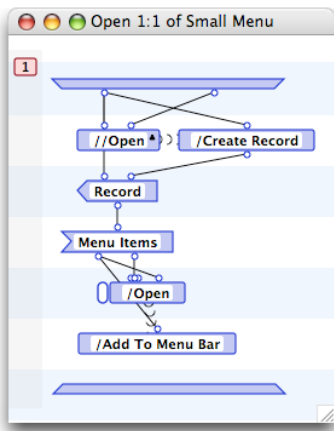 Open 1:1 of Small Menu
1
//Open
/Create Record
Record
Menu Items
/Open
/Add To Menu Bar